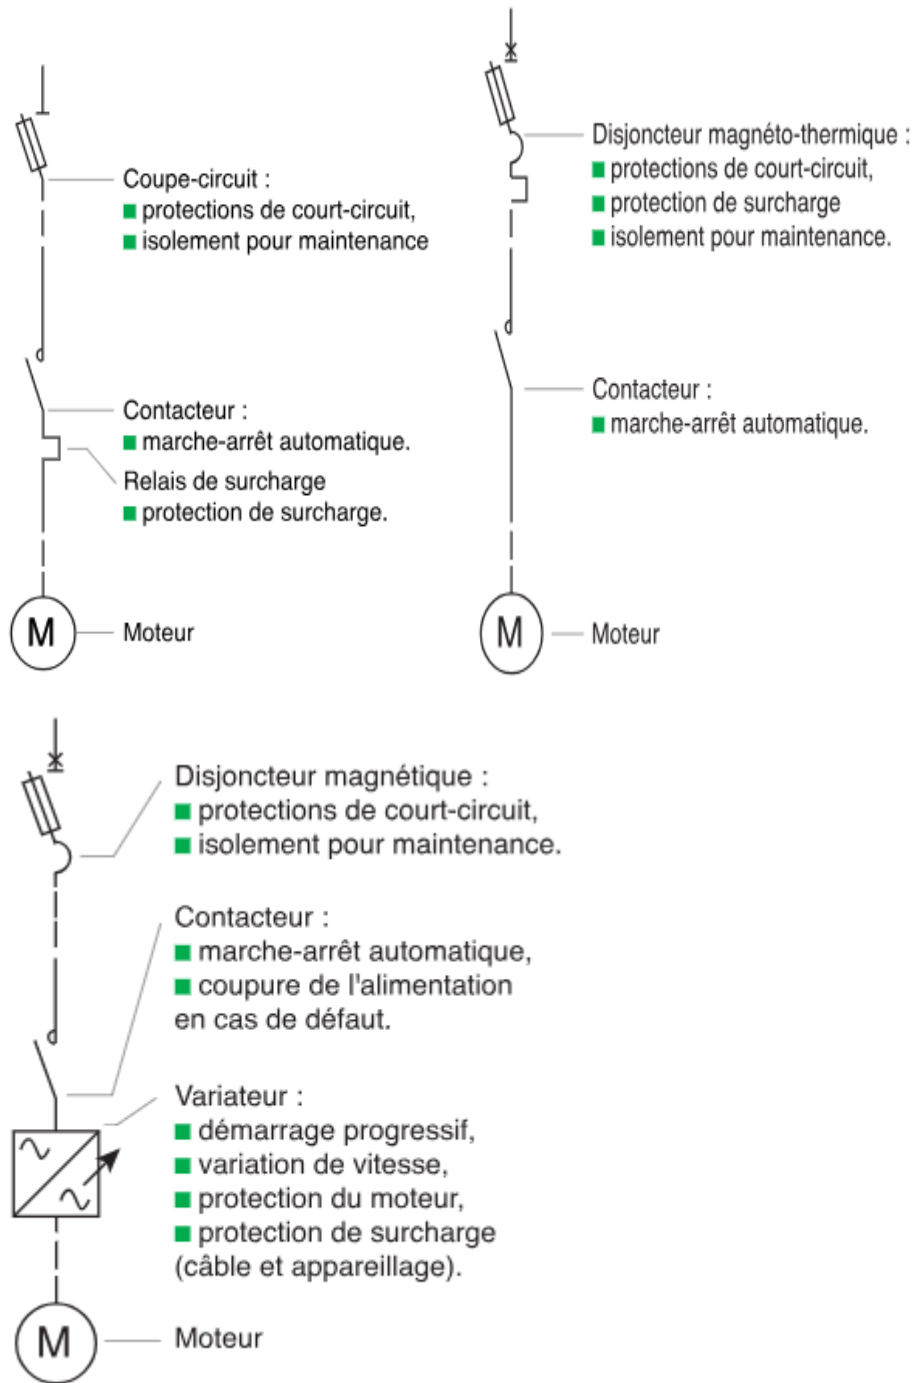 Coupe-circuit :
■ protections de court-circuit,
■ isolement pour maintenance
Contacteur :
■ marche-arrêt automatique.
Relais de surcharge
■ protection de surcharge.
M
Moteur
Disjoncteur magnéto-thermique :
■ protections de court-circuit,
■ protection de surcharge
■ isolement pour maintenance.
Contacteur :
■ marche-arrêt automatique.
M
Moteur
Disjoncteur magnétique :
■ protections de court-circuit,
■ isolement pour maintenance.
Contacteur :
■ marche-arrêt automatique,
■ coupure de l'alimentation
en cas de défaut.
Variateur :
■ démarrage progressif,
■ variation de vitesse,
■ protection du moteur,
■ protection de surcharge
(câble et appareillage).
M
Moteur